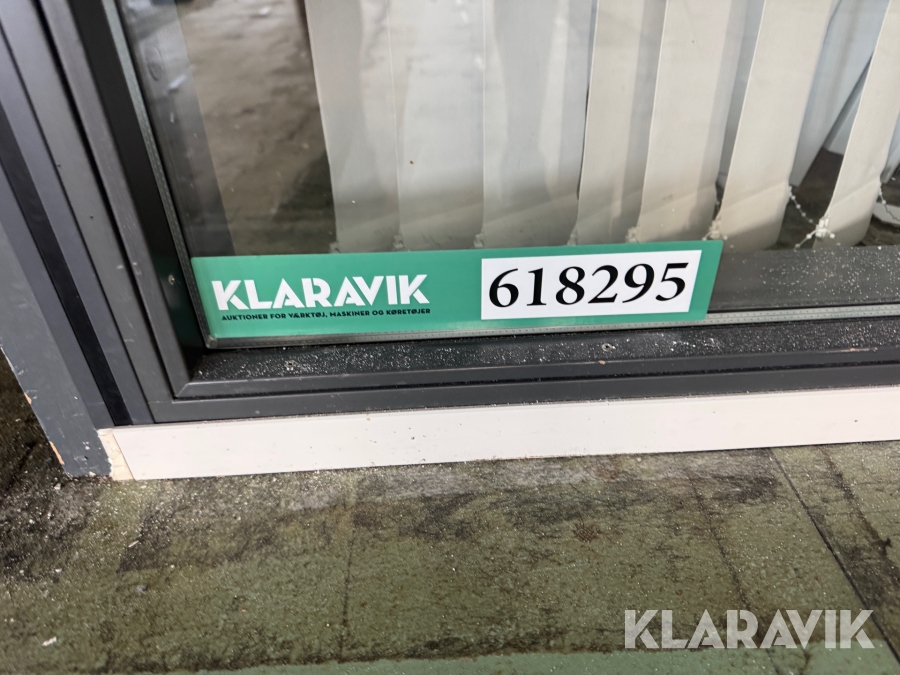 KLARAVIK
AUKTIONER FOR VÆRKTØJ, MASKINER OG KØRETØJER
618295
KLARAVIK